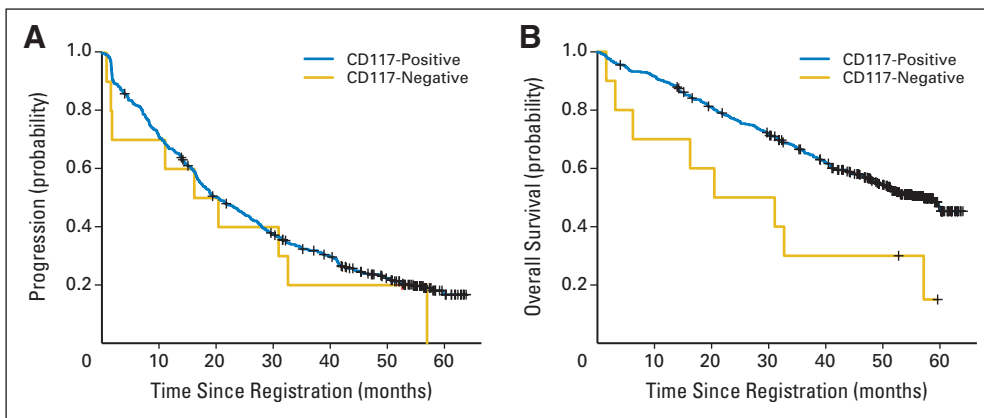 A
CD117-Positive
CD117-Negative
Progression (probability)
1.0
0.8
0.6
0.4
0.2
0 10 20 30 40 50 60
Time Since Registration (months)
B
CD117-Positive
CD117-Negative
Overall Survival (probability)
1.0
0.8
0.6
0.4
0.2
0 10 20 30 40 50 60
Time Since Registration (months)